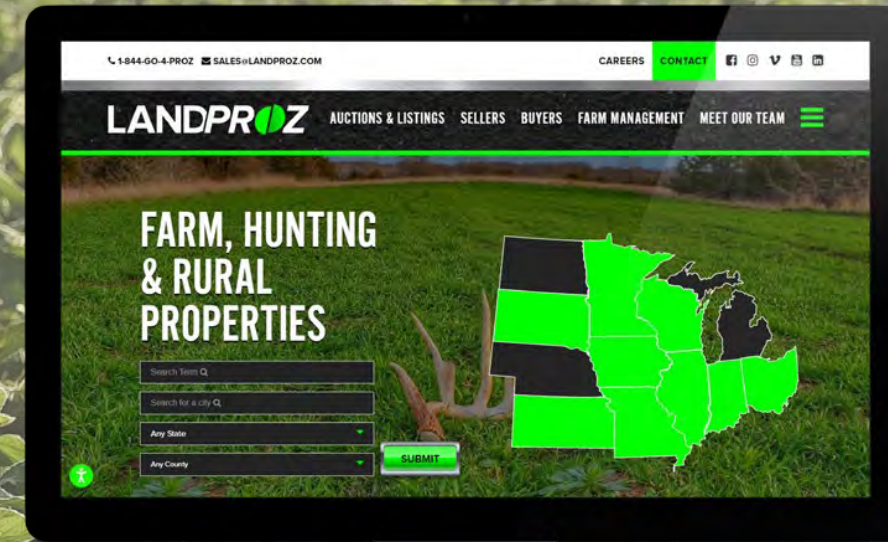 1-844-GO-4-PROZ SALES@LANDPROZ.COM
CAREERS CONTACT
LANDPROZ
AUCTIONS & LISTINGS SELLERS BUYERS FARM MANAGEMENT MEET OUR TEAM
FARM, HUNTING
& RURAL
PROPERTIES
Search Term
Search for a city
Any State
Any County
SUBMIT